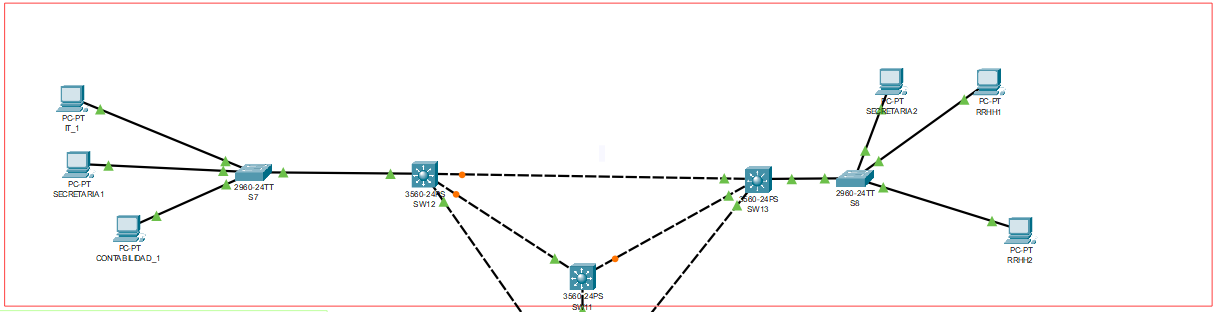 PC-PT
IT_1
PC-PT
SECRETARIA1
PC-PT
CONTABILIDAD_1
2960-24TT
S7
3560-24PS
SW12
3560-24PS
SW11
3560-24PS
SW13
2960-24TT
S8
PC-PT
SECRETARIA2
PC-PT
RRHH1
PC-PT
RRHH2